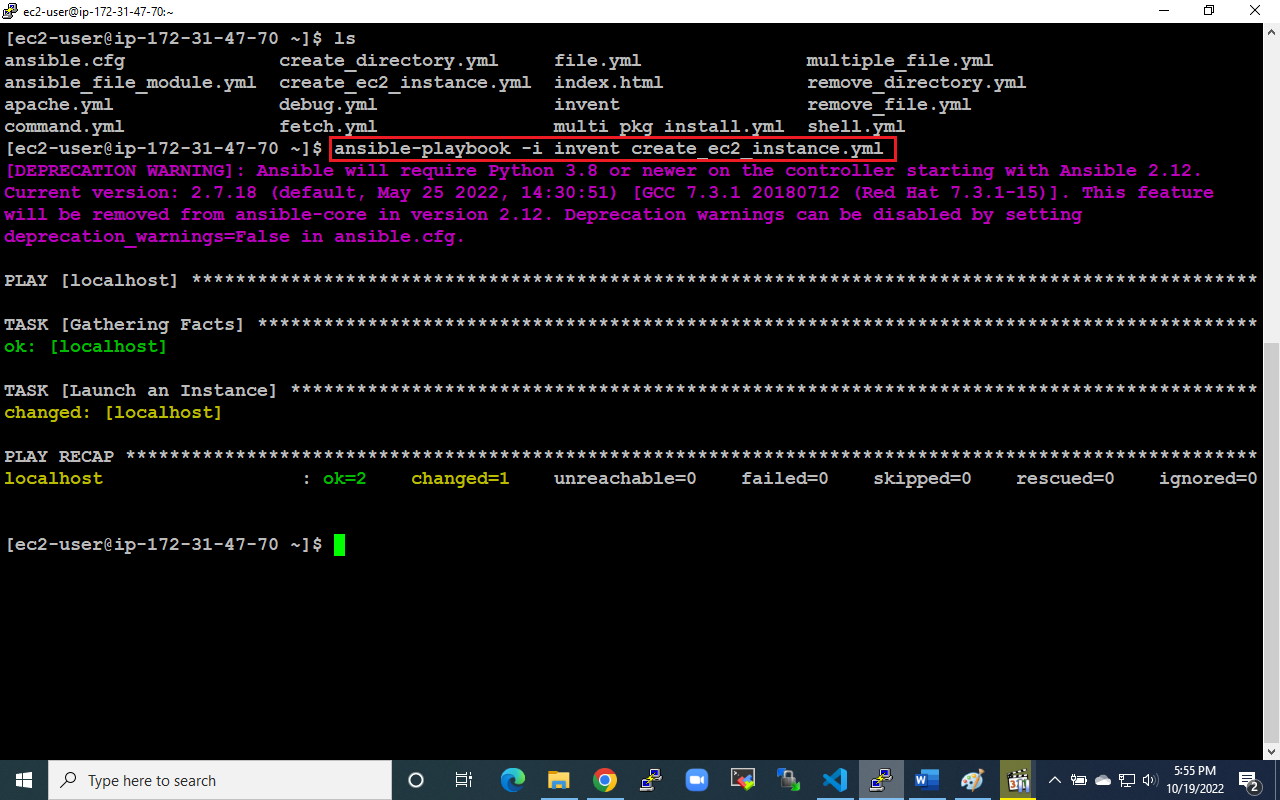 ec2-user@ip-172-31-47-70:~
[ec2-user@ip-172-31-47-70 ~]$ ls
ansible.cfg create_directory.yml file.yml multiple_file.yml
ansible_file_module.yml create_ec2_instance.yml index.html remove_directory.yml
apache.yml debug.yml invent remove_file.yml
command.yml fetch.yml multi_pkg_install.yml shell.yml
[ec2-user@ip-172-31-47-70 ~]$ ansible-playbook -i invent create_ec2_instance.yml
[DEPRECATION WARNING]: Ansible will require Python 3.8 or newer on the controller starting with Ansible 2.12.
Current version: 2.7.18 (default, May 25 2022, 14:30:51) [GCC 7.3.1 20180712 (Red Hat 7.3.1-15)]. This feature
will be removed from ansible-core in version 2.12. Deprecation warnings can be disabled by setting
deprecation_warnings=False in ansible.cfg.
PLAY [localhost] *************************************************************************************************
TASK [Gathering Facts] *******************************************************************************************
ok: [localhost]
TASK [Launch an Instance] ****************************************************************************************
changed: [localhost]
PLAY RECAP *******************************************************************************************************
localhost : ok=2 changed=1 unreachable=0 failed=0 skipped=0 rescued=0 ignored=0
[ec2-user@ip-172-31-47-70 ~]$
Type here to search
5:55 PM
10/19/2022
2